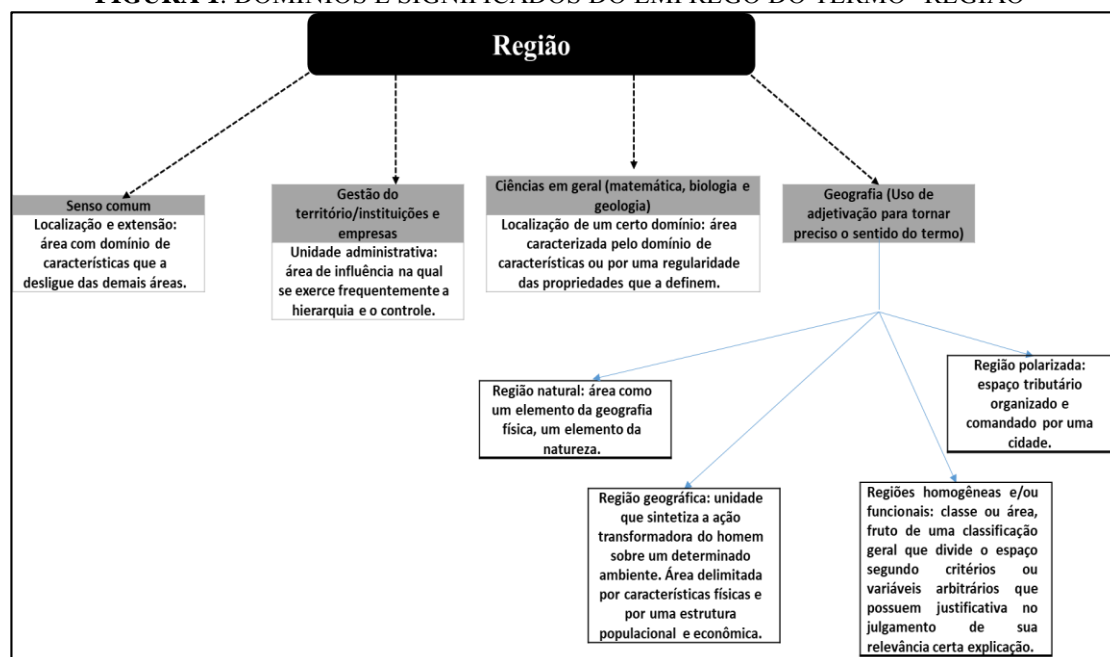 FIGURA 1: DOMÍNIOS E SIGNIFICADOS DO EMPREGO DO TERMO "REGIÃO"
Região
Senso comum
Localização e extensão:
área com domínio de
características que a
desligue das demais áreas.
Gestão do
território/instituições e
empresas
Unidade administrativa:
área de influência na qual
se exerce frequentemente a
hierarquia e o controle.
Ciências em geral (matemática, biologia e
geologia)
Localização de um certo domínio: área
caracterizada pelo domínio de
características ou por uma regularidade
das propriedades que a definem.
Geografia (Uso de
adjetivação para tornar
preciso o sentido do termo)
Região natural: área como
um elemento da geografia
física, um elemento da
natureza.
Região geográfica: unidade
que sintetiza a ação
transformadora do homem
sobre um determinado
ambiente. Área delimitada
por características físicas e
por uma estrutura
populacional e econômica.
Regiões homogêneas e/ou
funcionais: classe ou área,
fruto de uma classificação
geral que divide o espaço
segundo critérios ou
variáveis arbitrários que
possuem justificativa no
julgamento de sua
relevância certa explicação.
Região polarizada:
espaço tributário
organizado e
comandado por uma
cidade.